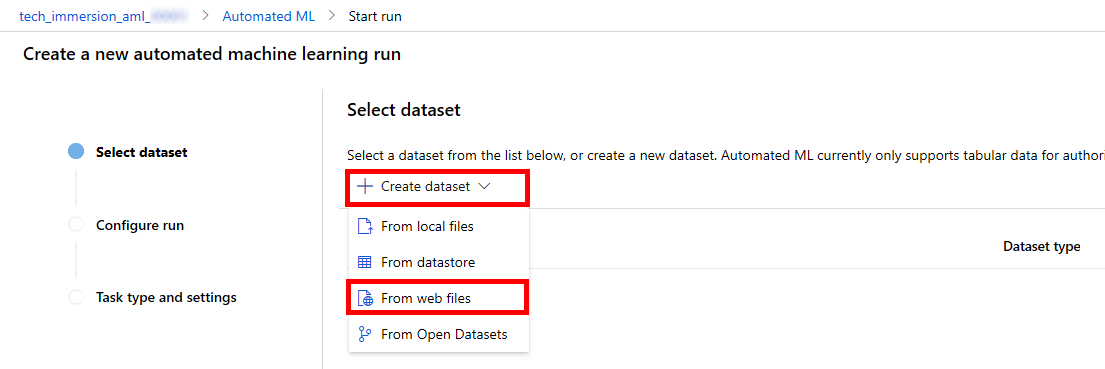 tech_immersion_aml_ > Automated ML > Start run
Create a new automated machine learning run
Select dataset
Configure run
Task type and settings
Select dataset
Select a dataset from the list below, or create a new dataset. Automated ML currently only supports tabular data for authori
Create dataset
From local files
From datastore
From web files
From Open Datasets
Dataset type